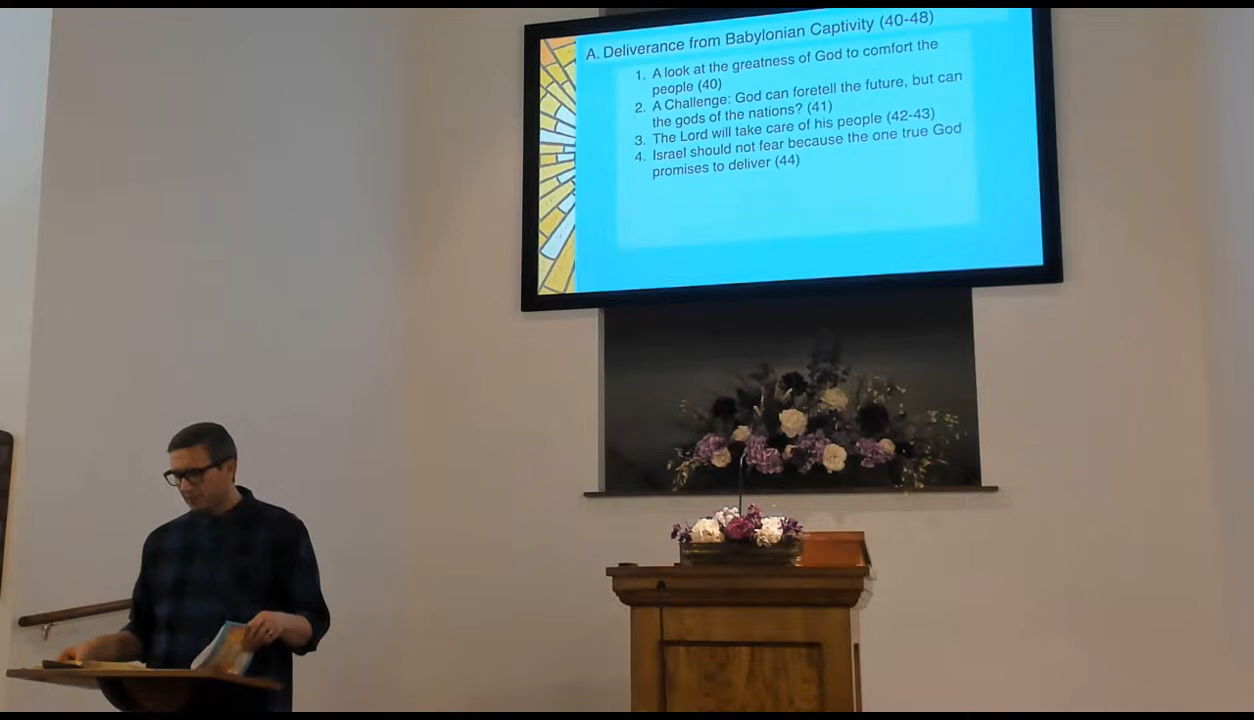 A. Deliverance from Babylonian Captivity (40-48)
1. A look at the greatness of God to comfort the
people (40)
2. A Challenge: God can foretell the future, but can
the gods of the nations? (41)
3. The Lord will take care of his people (42-43)
4. Israel should not fear because the one true God
promises to deliver (44)